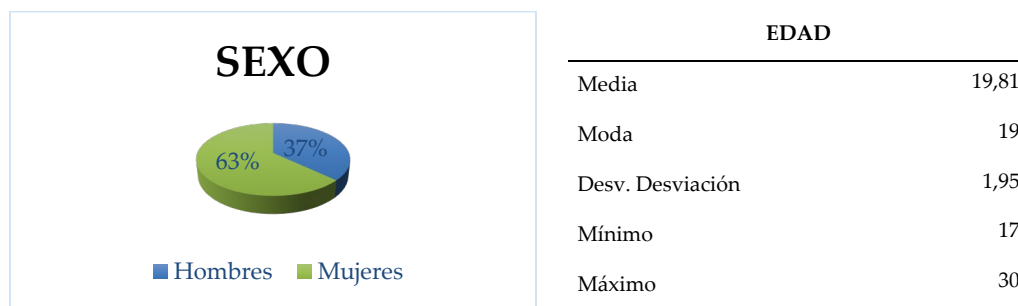 SEXO
63% 37%
Hombres Mujeres
EDAD
Media 19,81
Moda 19
Desv. Desviación 1,95
Mínimo 17
Máximo 30